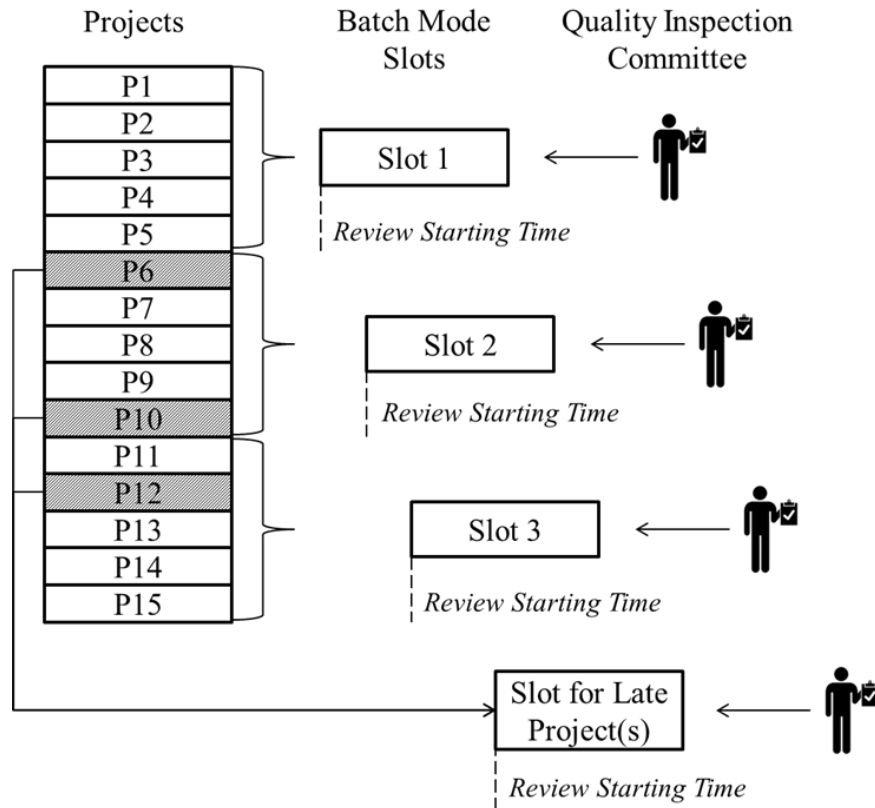 Projects
Batch Mode
Slots
Quality Inspection
Committee
P1
P2
P3
P4
P5
P6
P7
P8
P9
P10
P11
P12
P13
P14
P15
Slot 1
Review Starting Time
Slot 2
Review Starting Time
Slot 3
Review Starting Time
Slot for Late
Project(s)
Review Starting Time